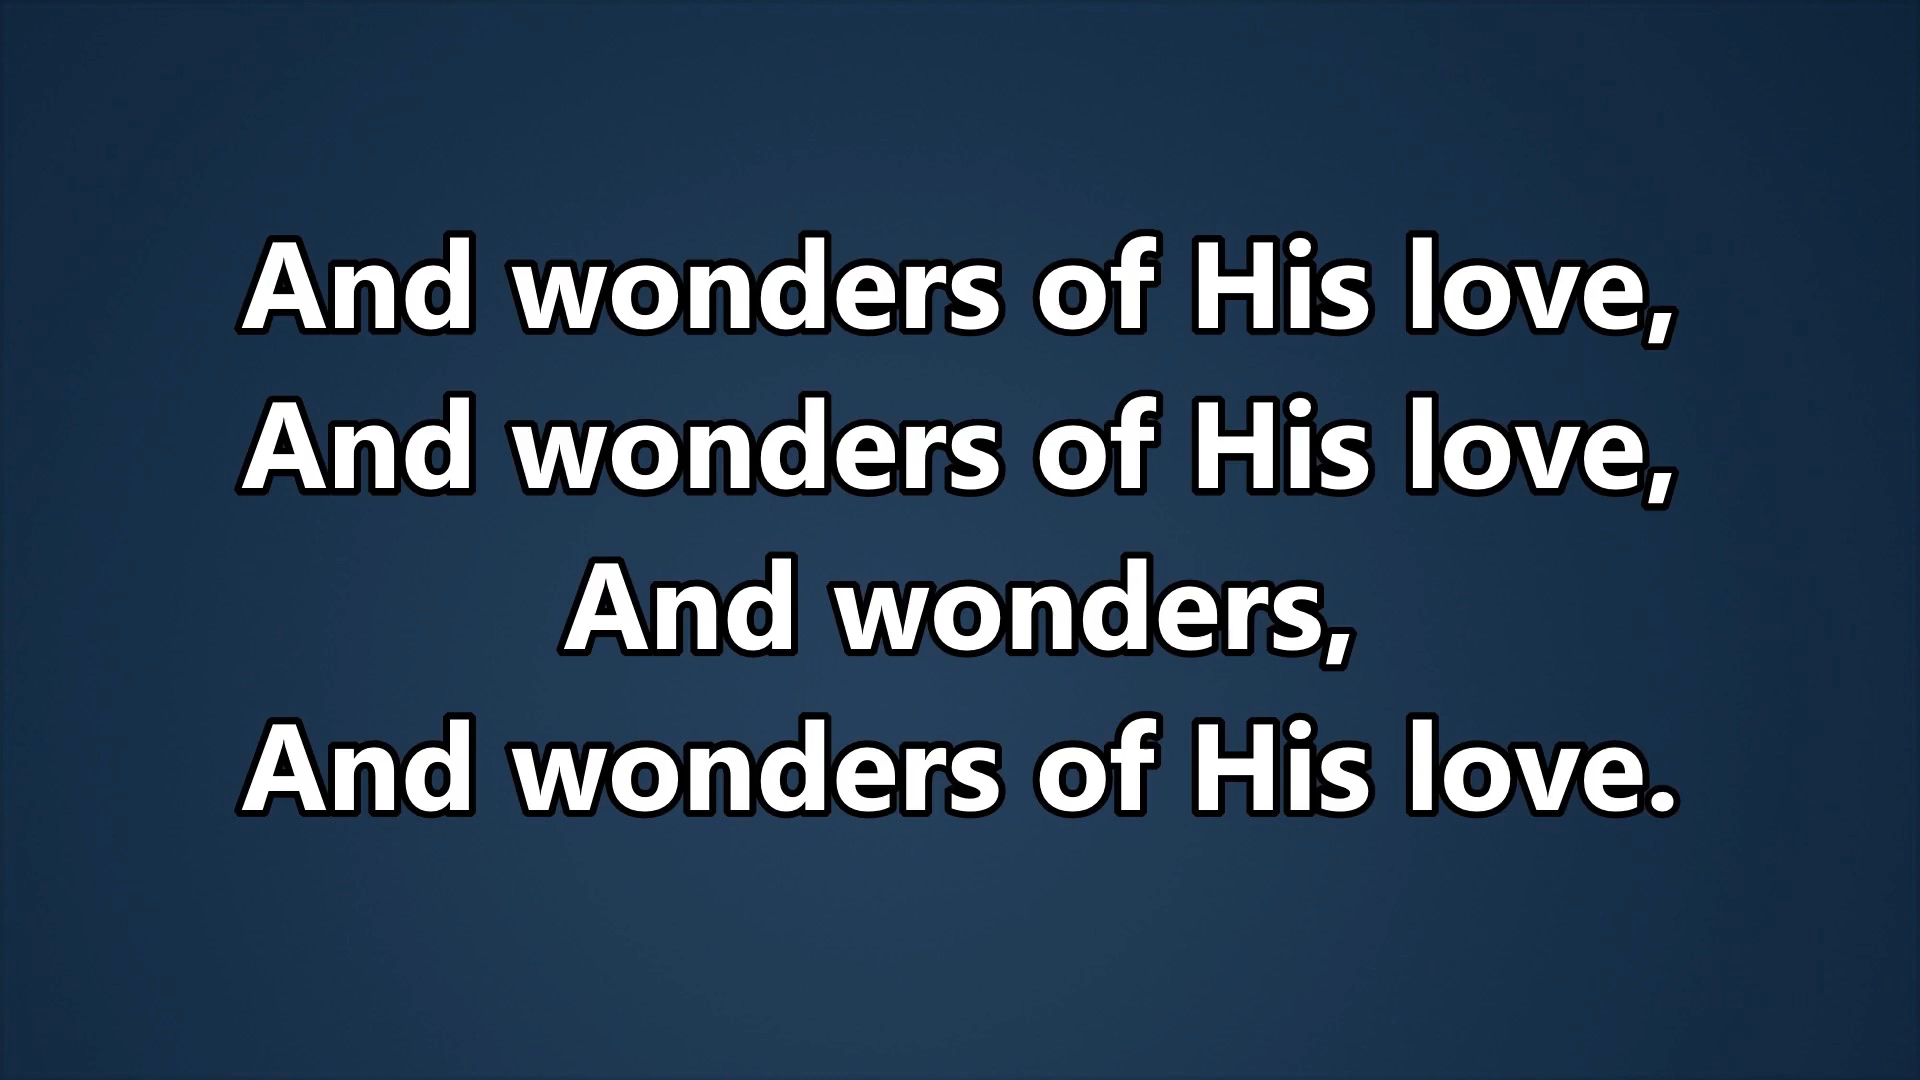 And wonders of His love,
And wonders of His love,
And wonders,
And wonders of His love.